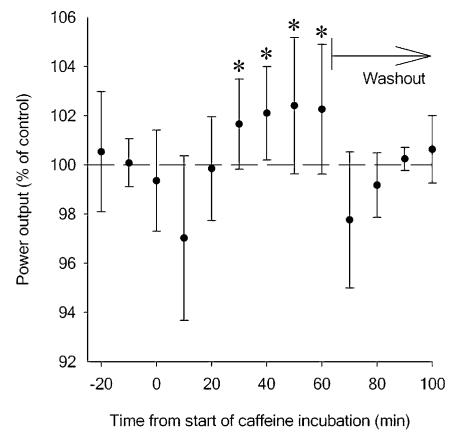 106
104
102
100
98
96
94
92
Power output (% of control)
* * * *
Washout
-20 0 20 40 60 80 100
Time from start of caffeine incubation (min)